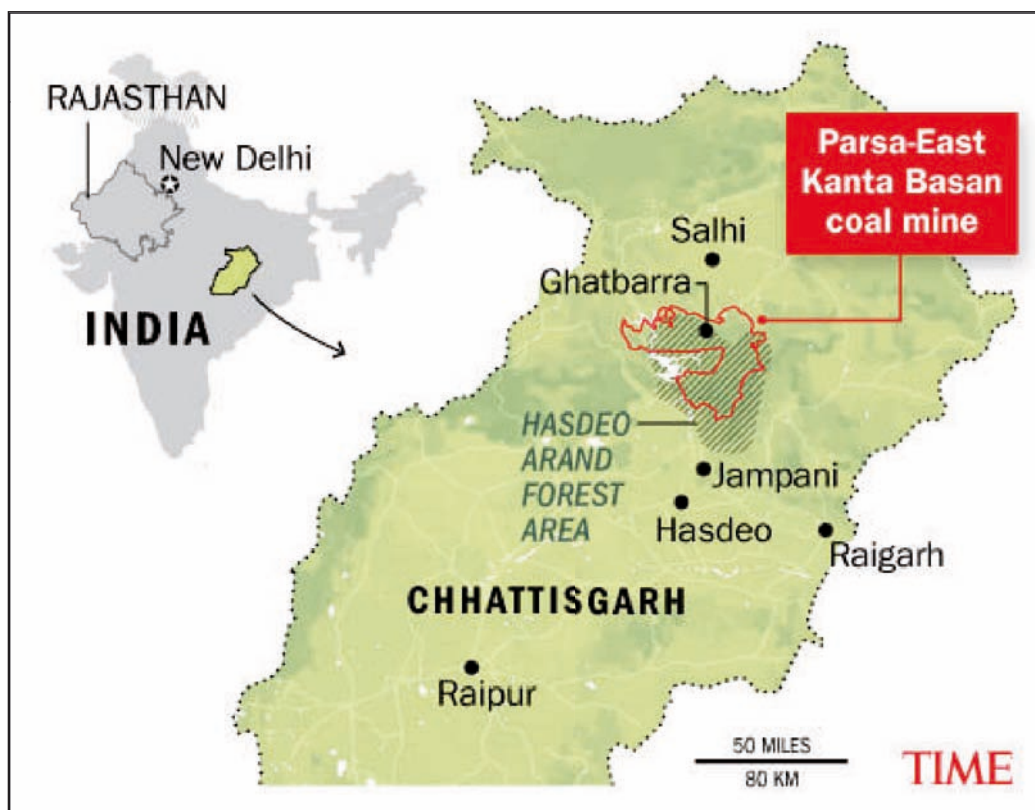 RAJASTHAN
New Delhi
INDIA
Parsa-East
Kanta Basan
coal mine
Salhi
Ghatbarra
HASDEO
ARAND
FOREST
AREA
Jampani
Hasdeo
Raigarh
CHHATTISGARH
Raipur
50 MILES
80 KM
TIME